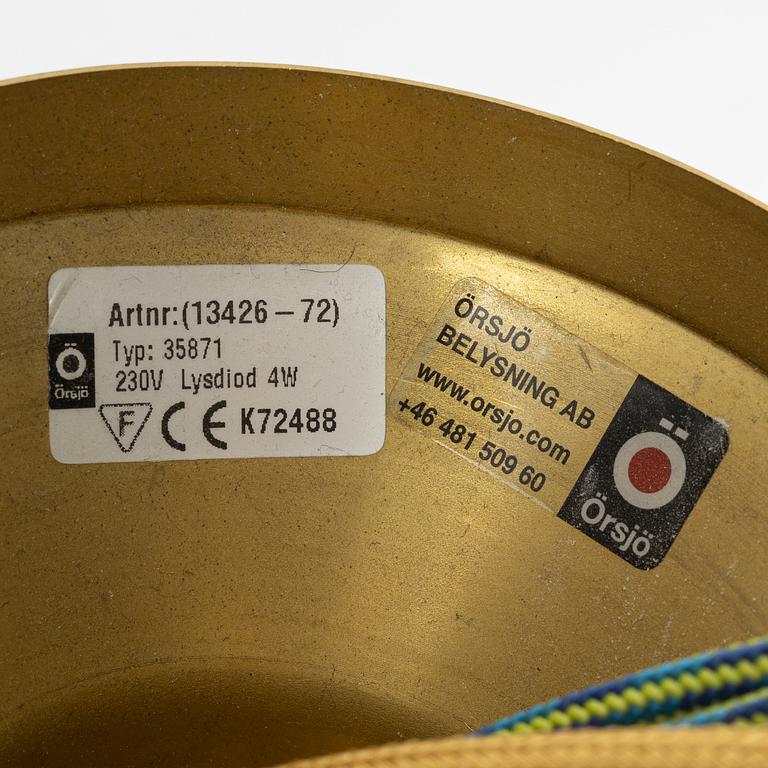 Artnr:(13426-72)
Typ: 35871
230V Lysdiod 4W
F CE K72488
Ö
Örsjö
ÖRSJÖ
BELYSNING AB
www.orsjo.com
+46 481 509 60
Ö
Örsjö